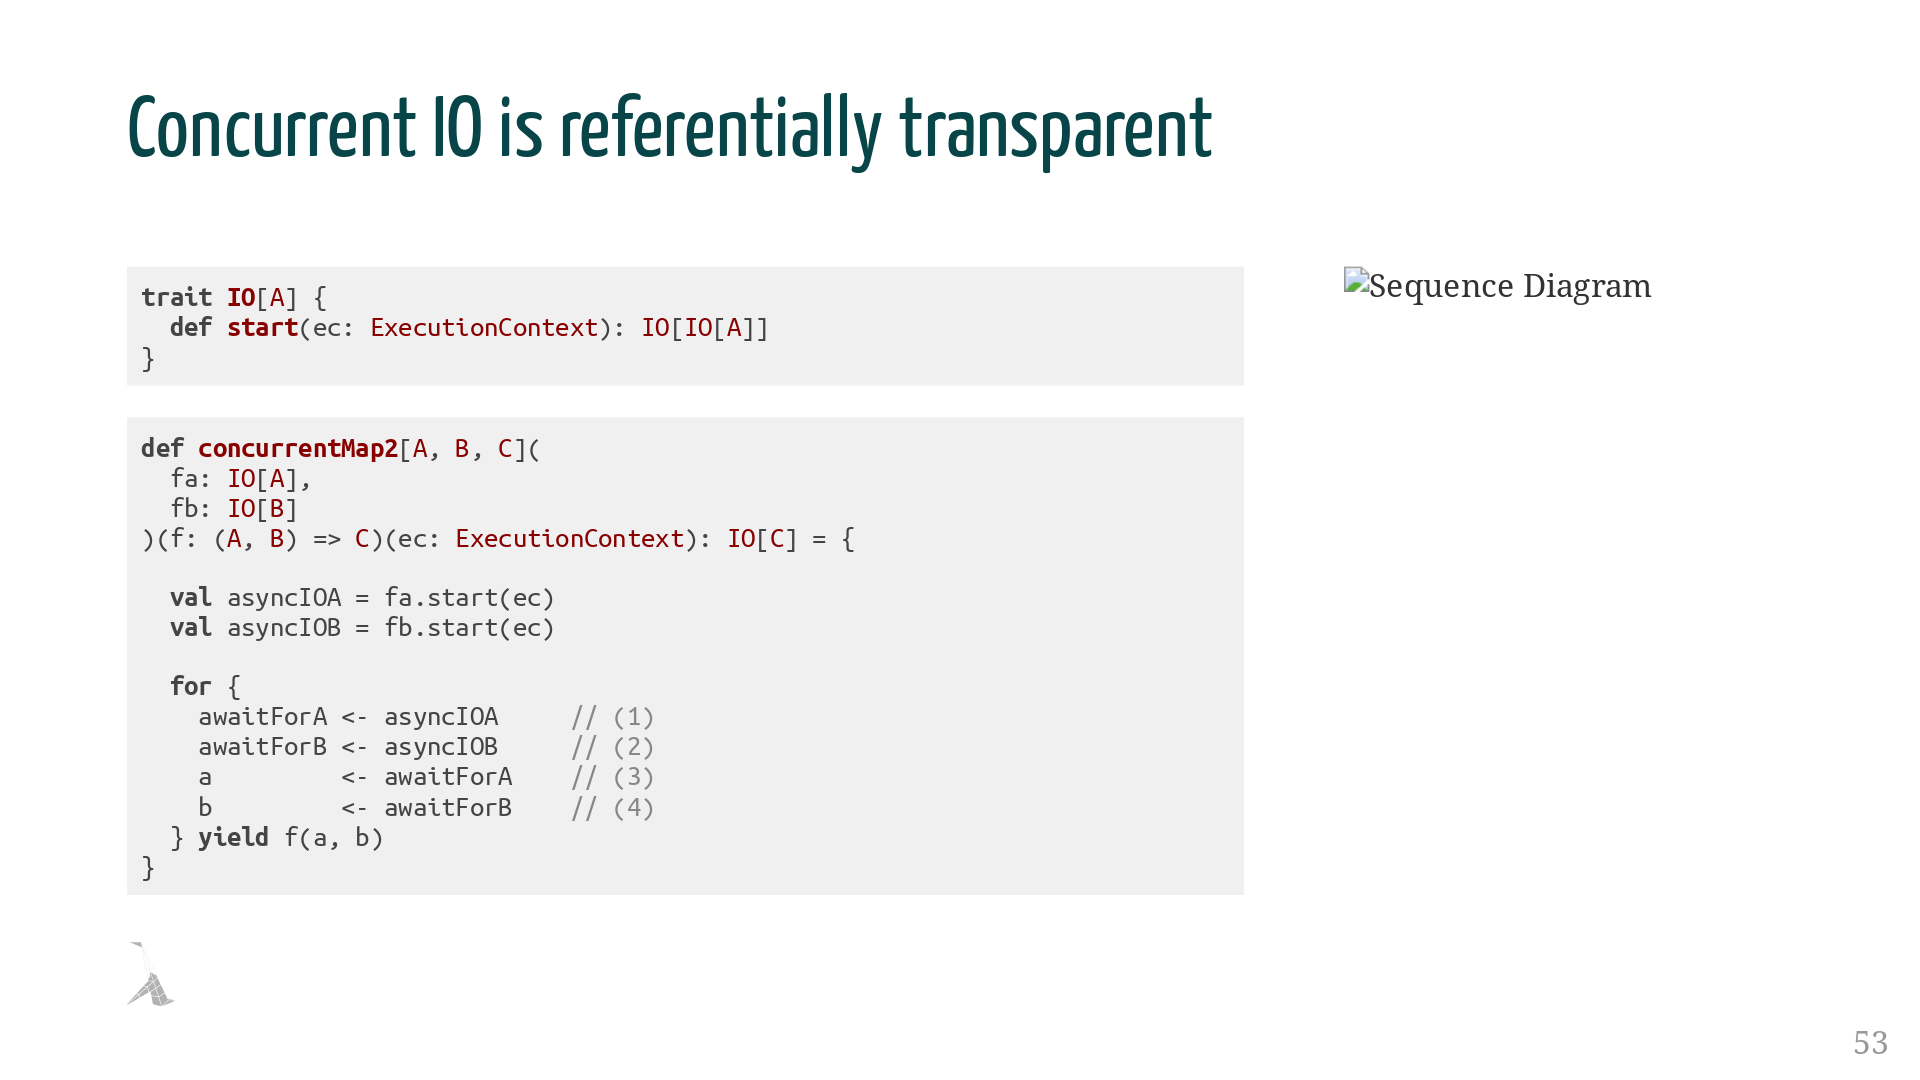 Concurrent IO is referentially transparent
trait IO[A] {
  def start(ec: ExecutionContext): IO[IO[A]]
}
def concurrentMap2[A, B, C](
  fa: IO[A],
  fb: IO[B]
)(f: (A, B) => C)(ec: ExecutionContext): IO[C] = {
  val asyncIOA = fa.start(ec)
  val asyncIOB = fb.start(ec)
  for {
    awaitForA <- asyncIOA     // (1)
    awaitForB <- asyncIOB     // (2)
    a         <- awaitForA    // (3)
    b         <- awaitForB    // (4)
  } yield f(a, b)
}
Sequence Diagram
53